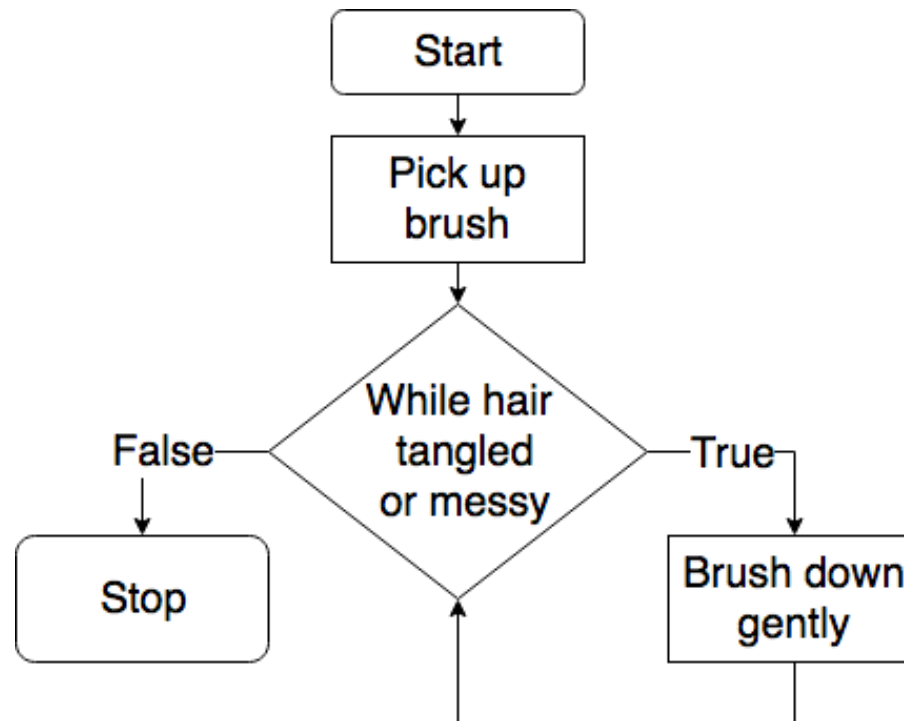 Start
Pick up
brush
While hair
tangled
or messy
False
True
Stop
Brush down
gently